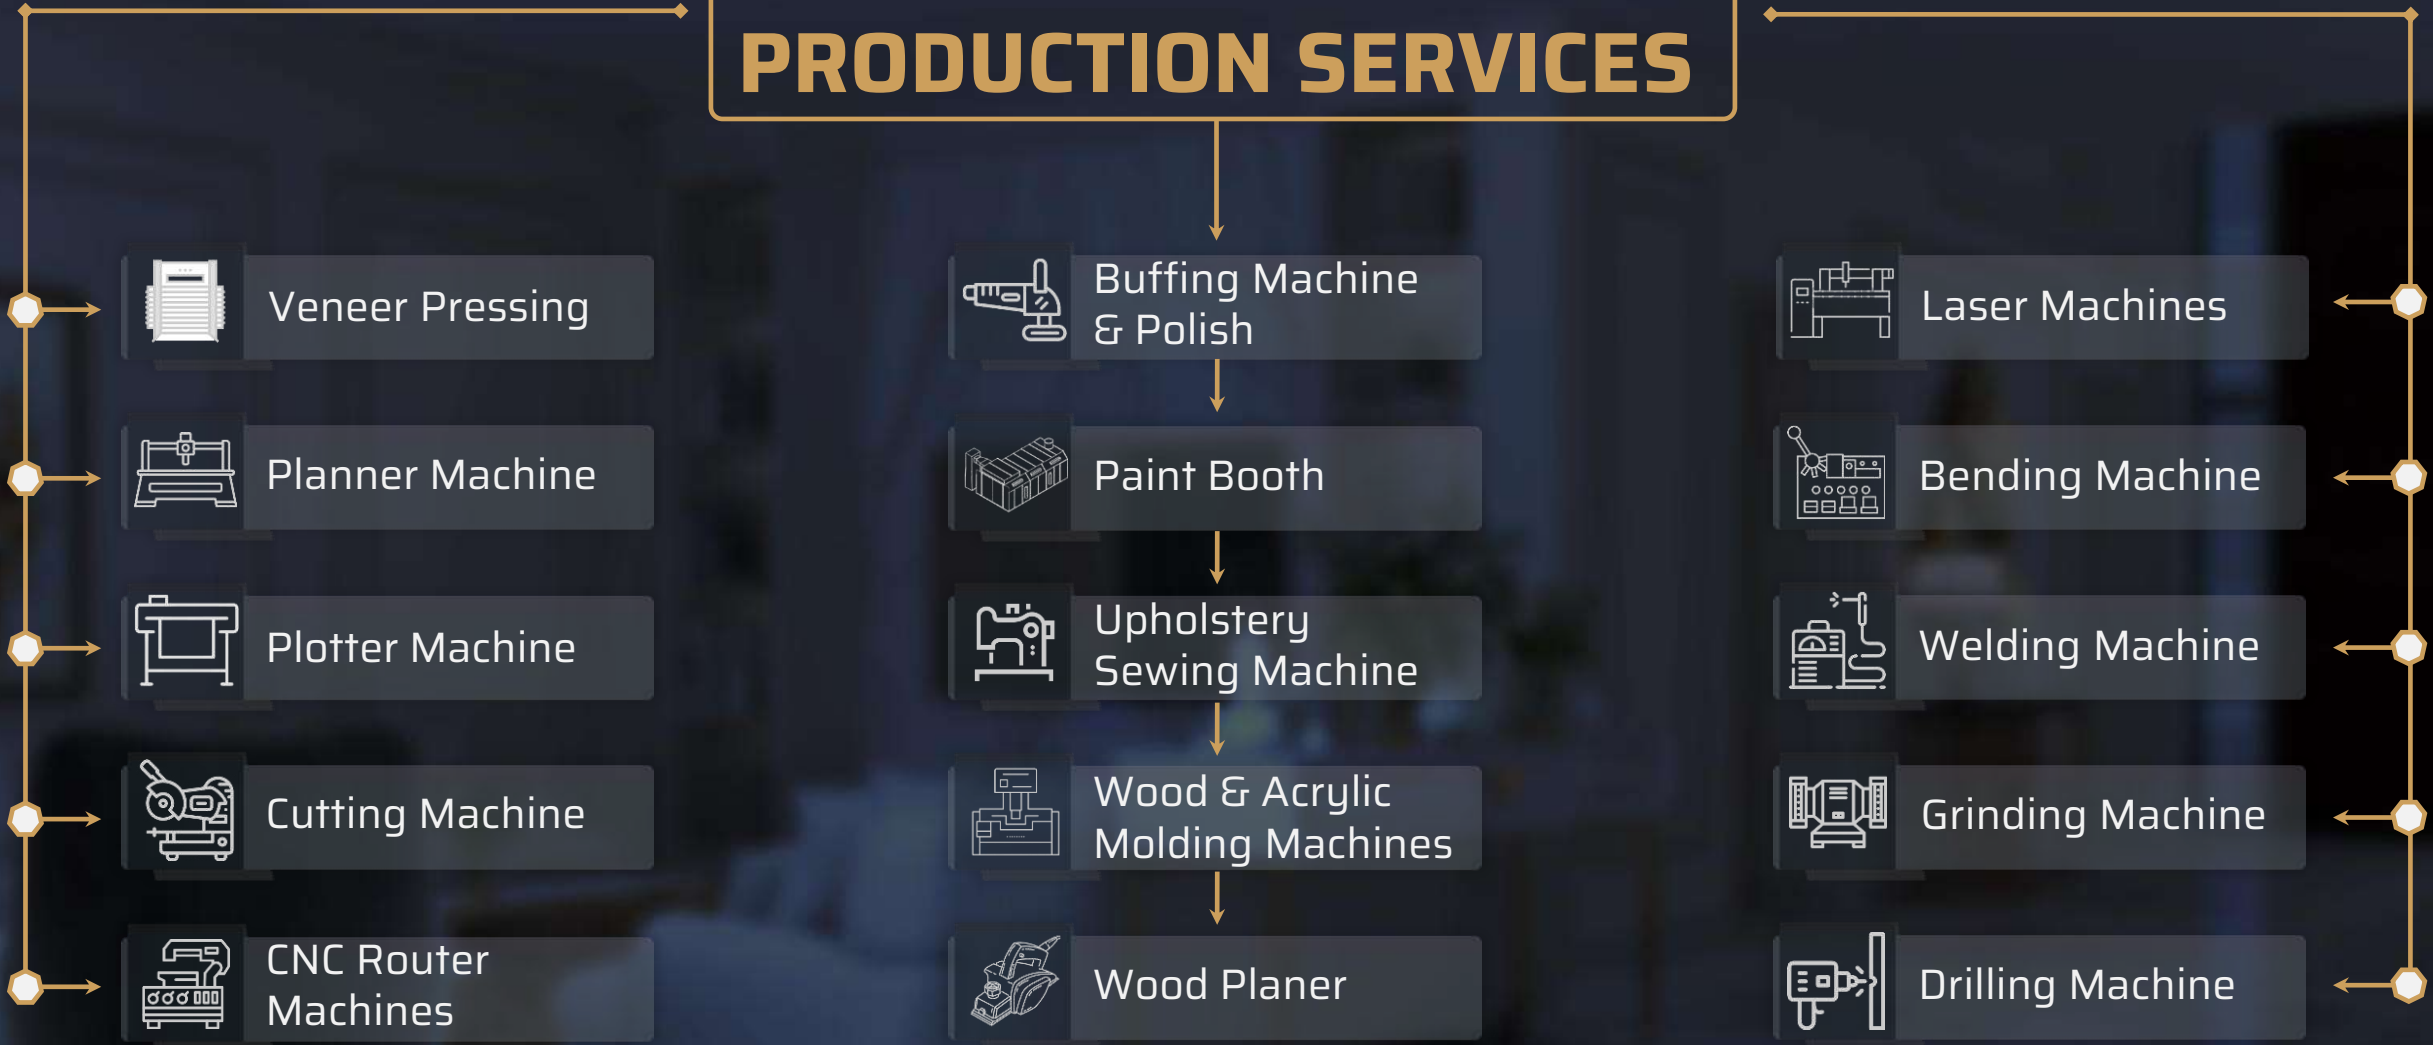 PRODUCTION SERVICES
Veneer Pressing
Planner Machine
Plotter Machine
Cutting Machine
CNC Router
Machines
Buffing Machine
& Polish
Paint Booth
Upholstery
Sewing Machine
Wood & Acrylic
Molding Machines
Wood Planer
Laser Machines
Bending Machine
Welding Machine
Grinding Machine
Drilling Machine